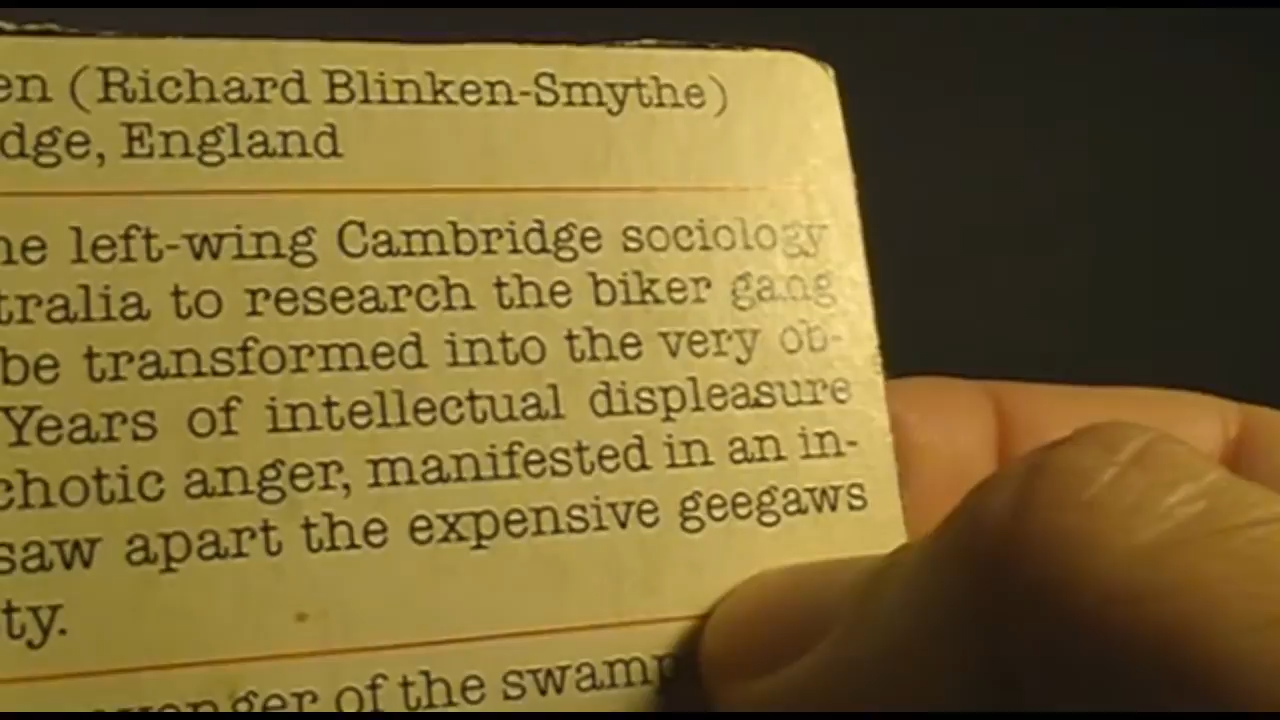 en (Richard Blinken-Smythe)
dge, England
he left-wing Cambridge sociology
tralia to research the biker gang
be transformed into the very ob-
Years of intellectual displeasure
chotic anger, manifested in an in-
saw apart the expensive geegaws
ty.
venger of the swamp